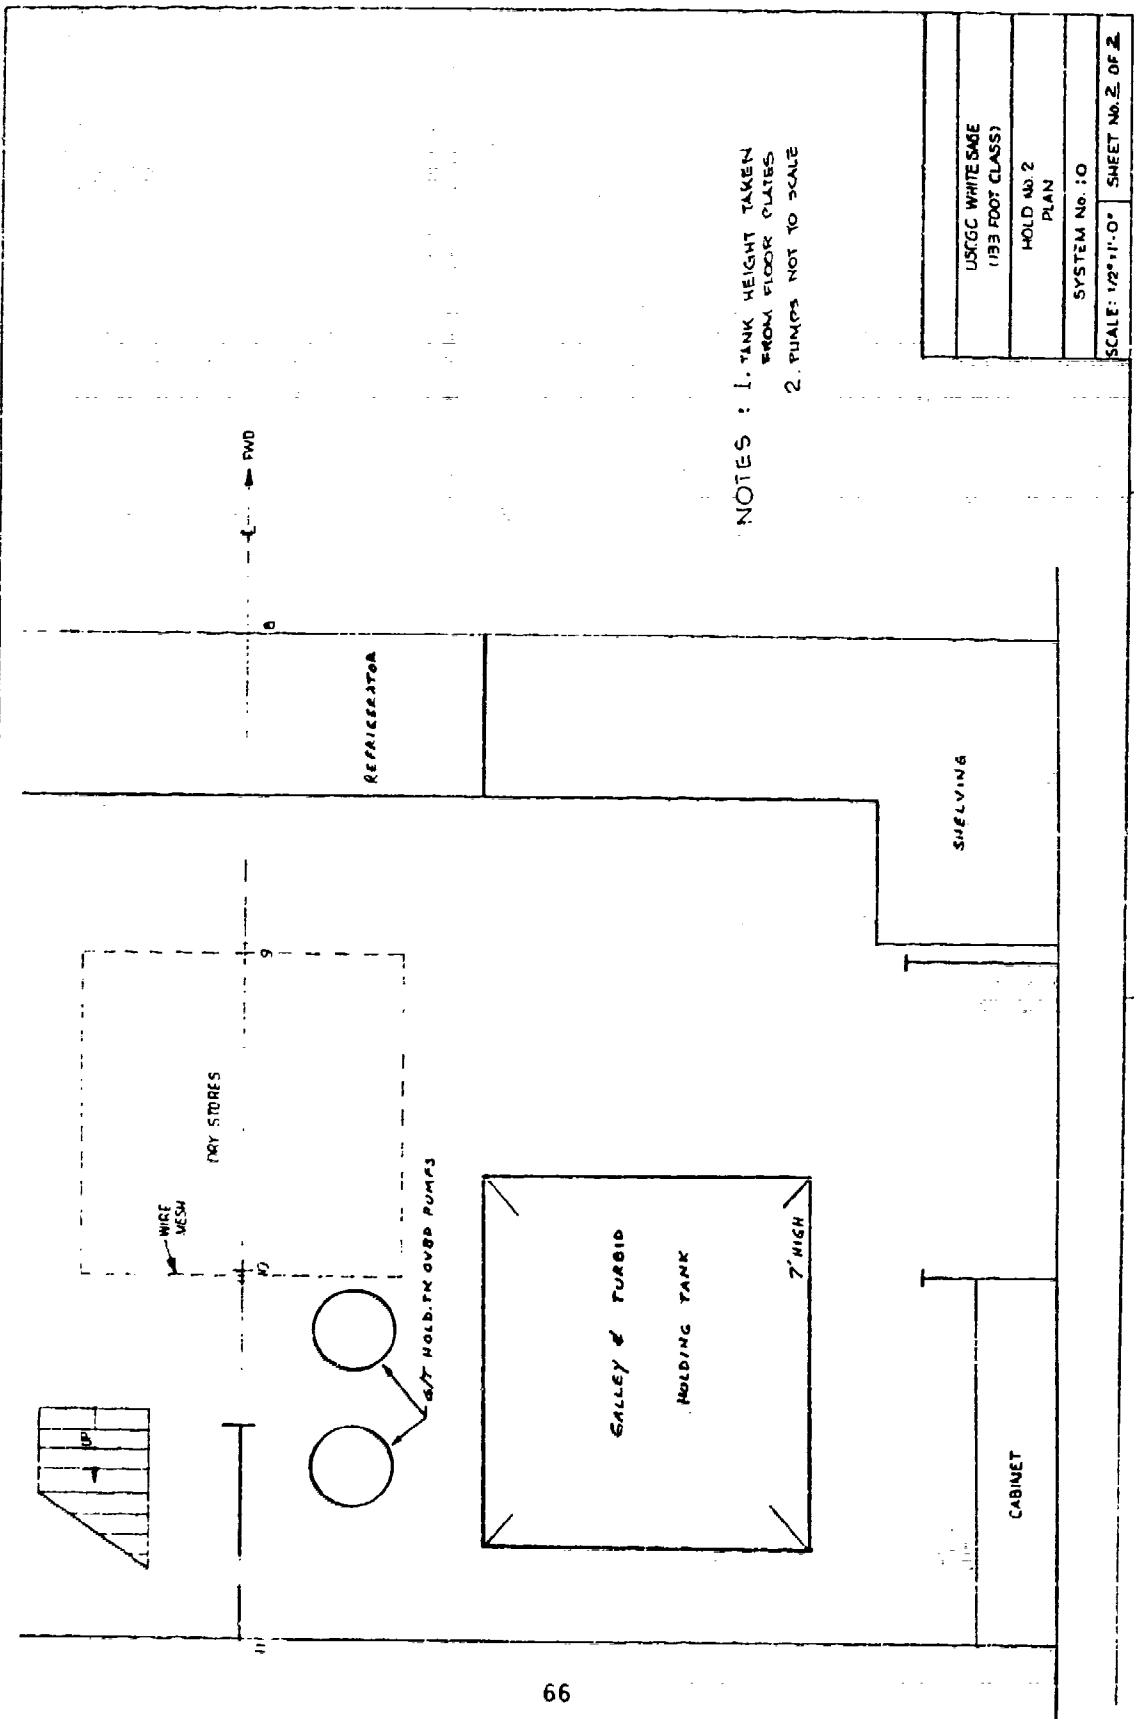 UP
WIRE
MESH
DRY STORES
G/T HOLD. TK OVBD PUMPS
GALLEY & TURBID
HOLDING TANK
7' HIGH
CABINET
SHELVING
REFRIGERATOR
11
10
9
8
FWD
NOTES : 1. TANK HEIGHT TAKEN
FROM FLOOR PLATES
2. PUMPS NOT TO SCALE
USCGC WHITE SAGE
(133 FOOT CLASS)
HOLD No. 2
PLAN
SYSTEM No. 10
SCALE: 1/2"=1'-0" SHEET No. 2 OF 2
66